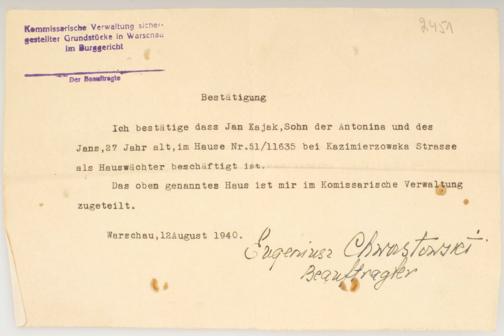 Kommissarische Verwaltung sicher-
gestellter Grundstücke in Warschau
im Burggericht
Der Beauftragte
2451
Bestätigung
Ich bestätige dass Jan Kajak,Sohn der Antonina und des
Jans,27 Jahr alt,im Hause Nr.51/11635 bei Kazimierzowska Strasse
als Hauswächter beschäftigt ist.
Das oben genanntes Haus ist mir im Komissarische Verwaltung
zugeteilt.
Warschau,12August 1940.
Eugeniusz Chwastowski
Beauftragter